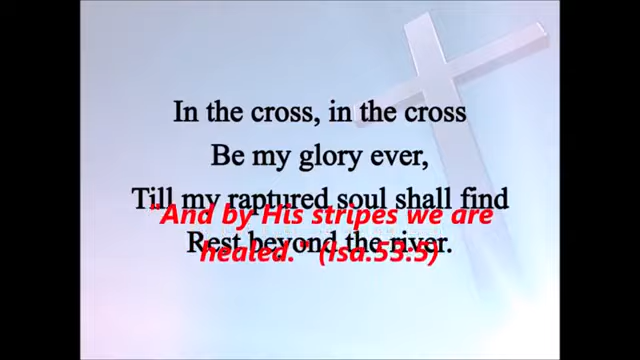 In the cross, in the cross
Be my glory ever,
Till my raptured soul shall find
Rest beyond the river.
"And by His stripes we are
healed." (Isa.53:5)